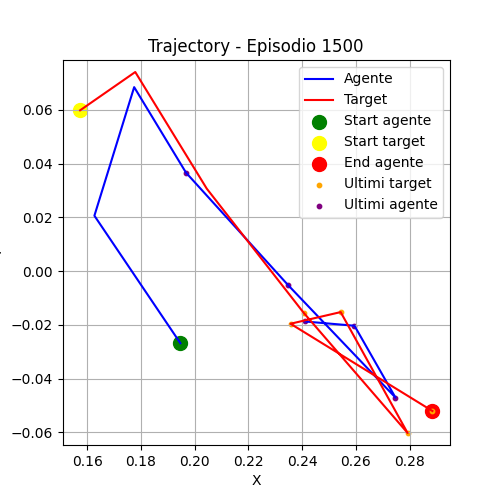 Trajectory - Episodio 1500
Agente
Target
Start agente
Start target
End agente
Ultimi target
Ultimi agente
0.06
0.04
0.02
0.00
−0.02
−0.04
−0.06
0.16 0.18 0.20 0.22 0.24 0.26 0.28
X